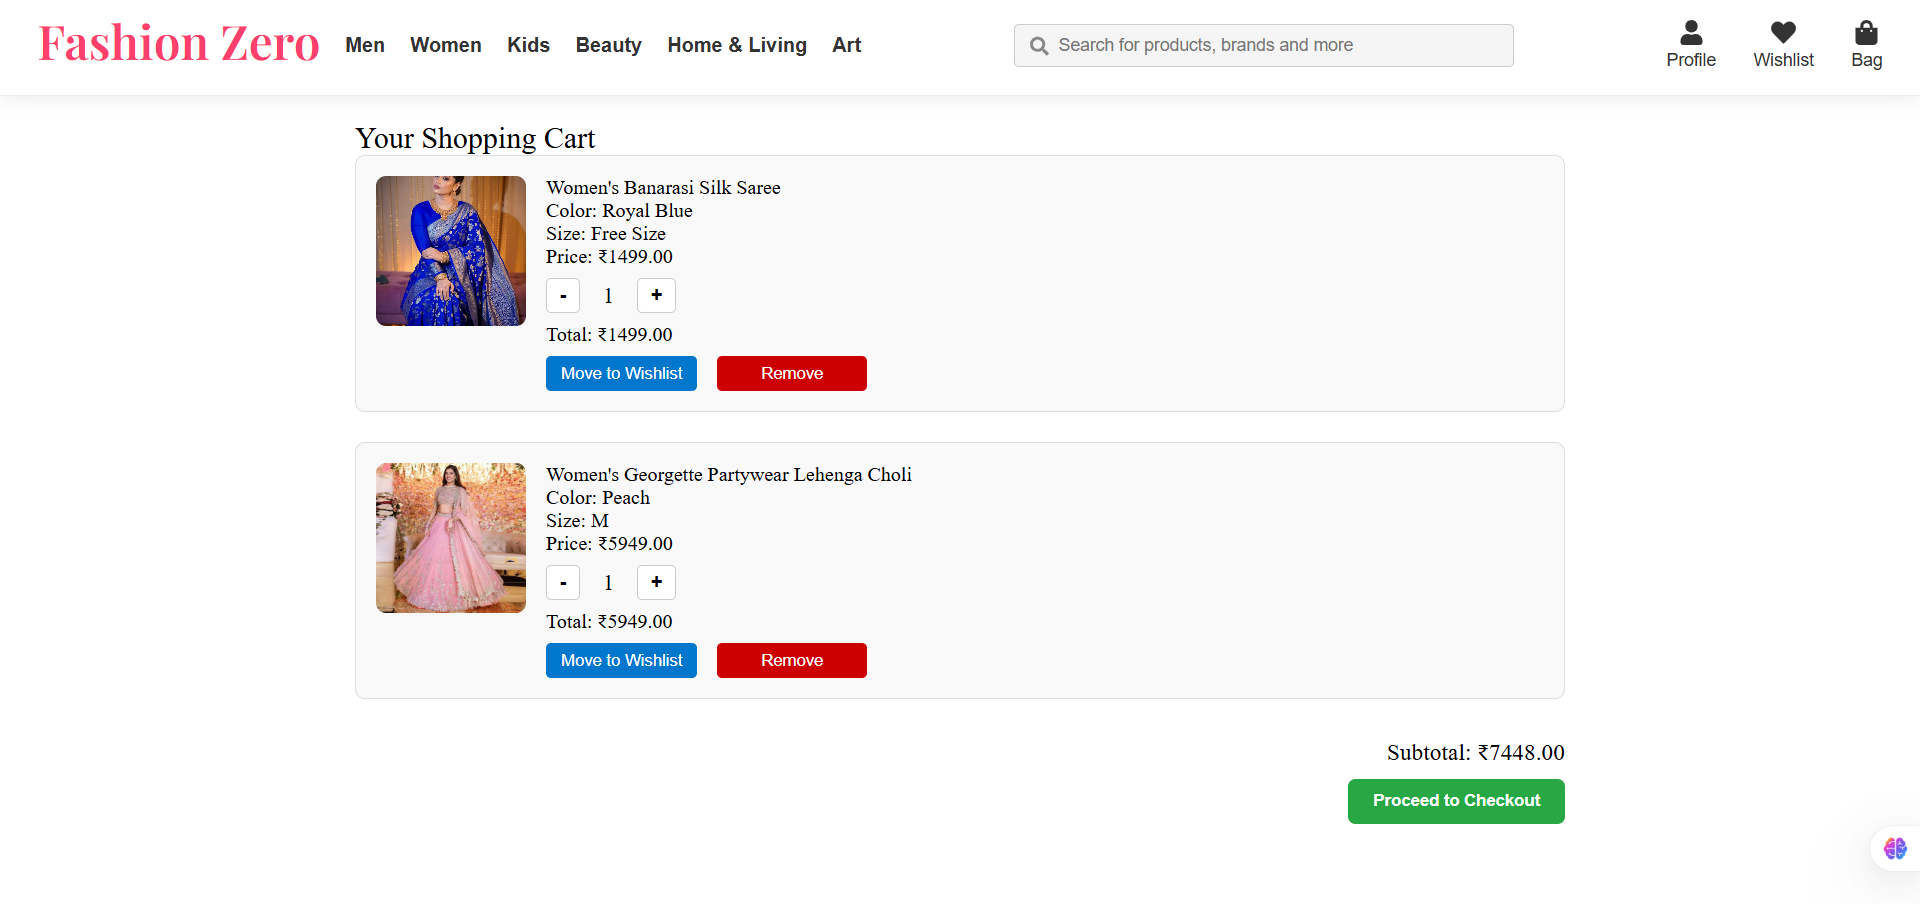 Fashion Zero
Men
Women
Kids
Beauty
Home & Living
Art
Search for products, brands and more
Profile
Wishlist
Bag
Your Shopping Cart
Women's Banarasi Silk Saree
Color: Royal Blue
Size: Free Size
Price: ₹1499.00
- 1 +
Total: ₹1499.00
Move to Wishlist
Remove
Women's Georgette Partywear Lehenga Choli
Color: Peach
Size: M
Price: ₹5949.00
- 1 +
Total: ₹5949.00
Move to Wishlist
Remove
Subtotal: ₹7448.00
Proceed to Checkout